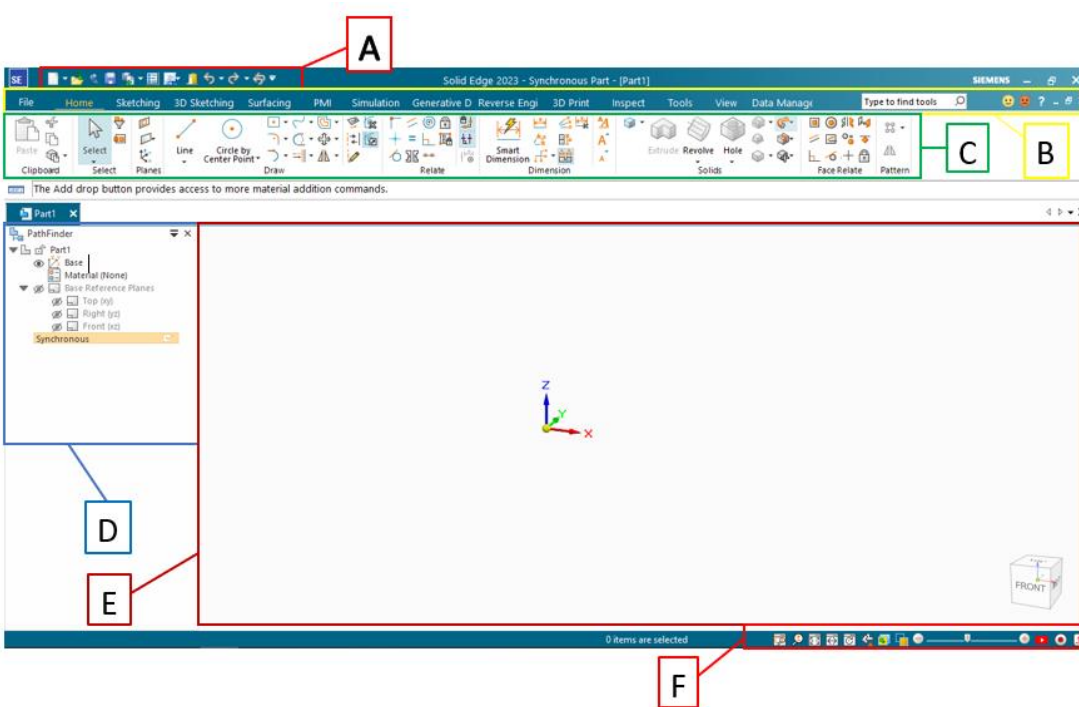 A
SE Solid Edge 2023 - Synchronous Part - [Part1] SIEMENS
File Home Sketching 3D Sketching Surfacing PMI Simulation Generative D Reverse Engi 3D Print Inspect Tools View Data Manage Type to find tools ?
Paste Select Line Circle by Center Point Smart Dimension Extrude Revolve Hole
Clipboard Select Planes Draw Relate Dimension Solids Face Relate Pattern
C
B
The Add drop button provides access to more material addition commands.
Part1
PathFinder
Part1
Base
Material (None)
Base Reference Planes
Top (xy)
Right (yz)
Front (xz)
Synchronous
Z
Y
X
D
E
FRONT
0 items are selected
F